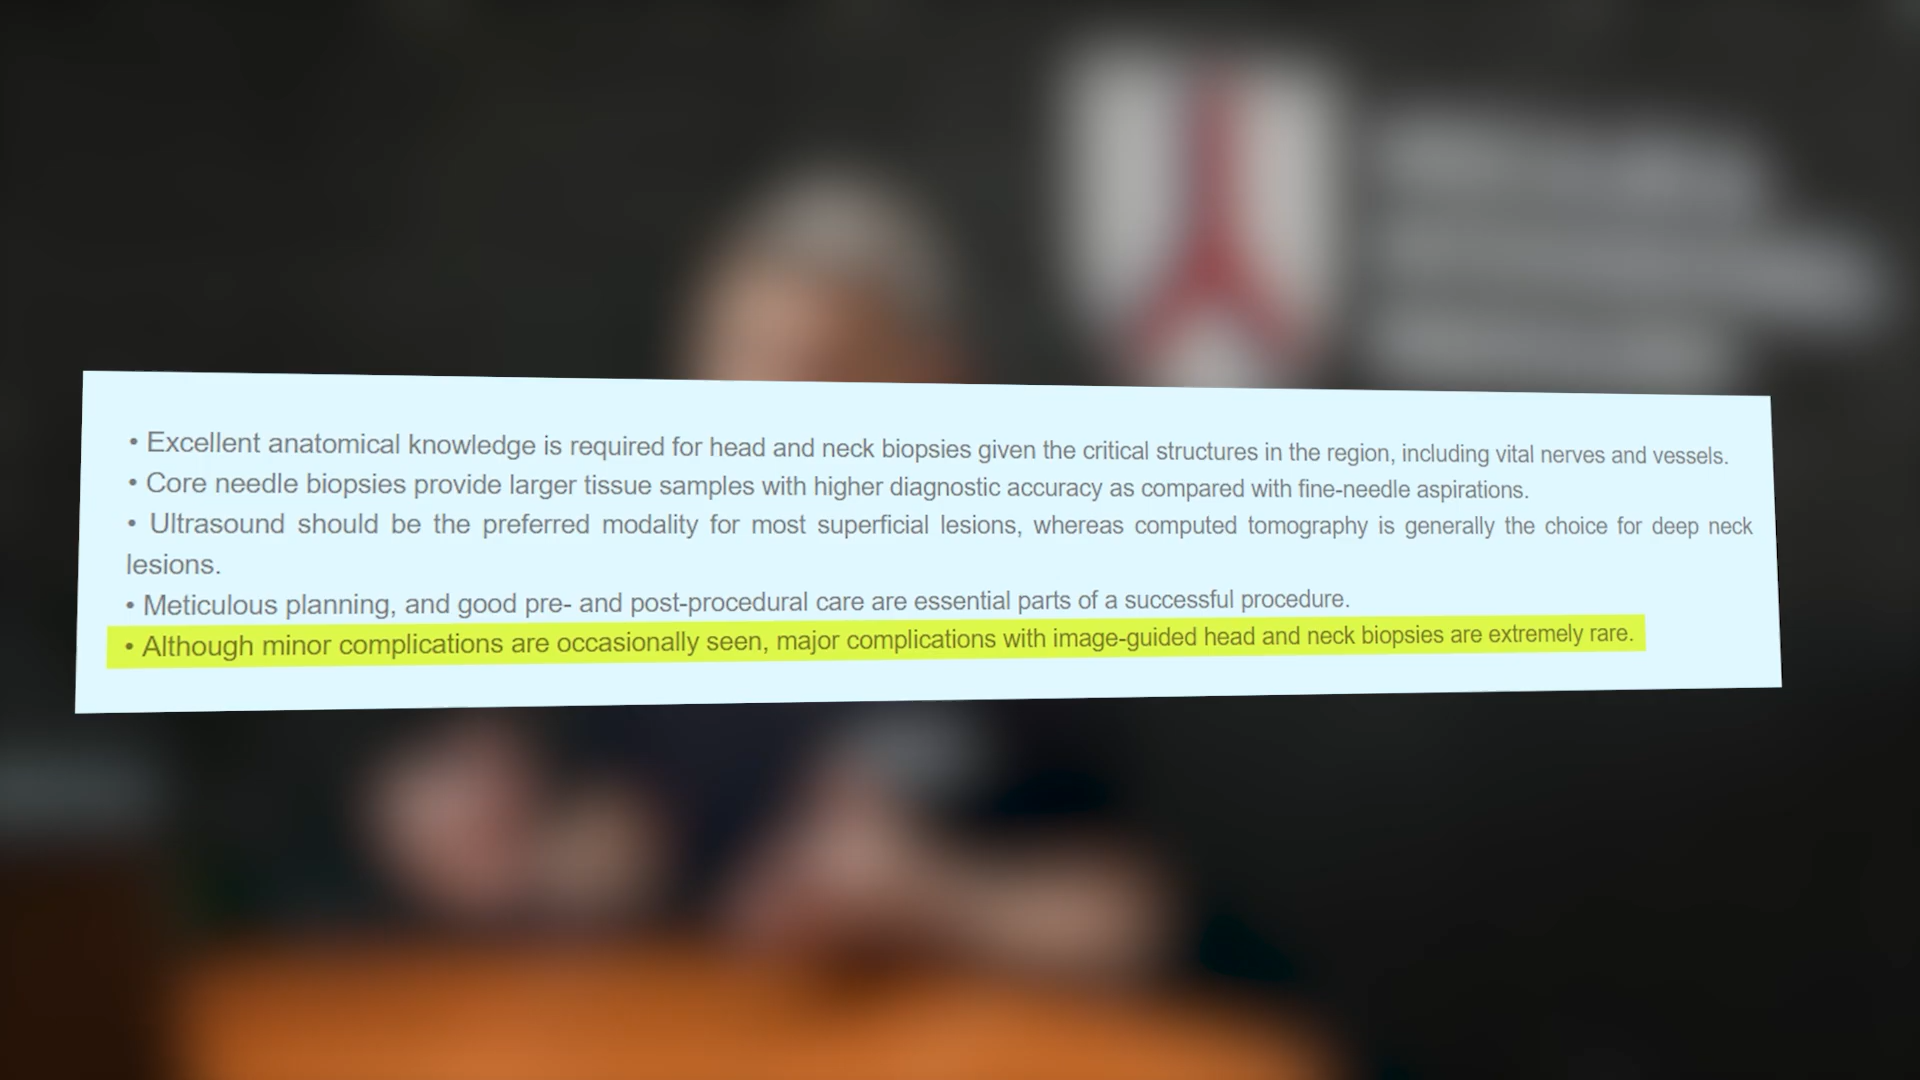 • Excellent anatomical knowledge is required for head and neck biopsies given the critical structures in the region, including vital nerves and vessels.
• Core needle biopsies provide larger tissue samples with higher diagnostic accuracy as compared with fine-needle aspirations.
• Ultrasound should be the preferred modality for most superficial lesions, whereas computed tomography is generally the choice for deep neck
lesions.
• Meticulous planning, and good pre- and post-procedural care are essential parts of a successful procedure.
• Although minor complications are occasionally seen, major complications with image-guided head and neck biopsies are extremely rare.